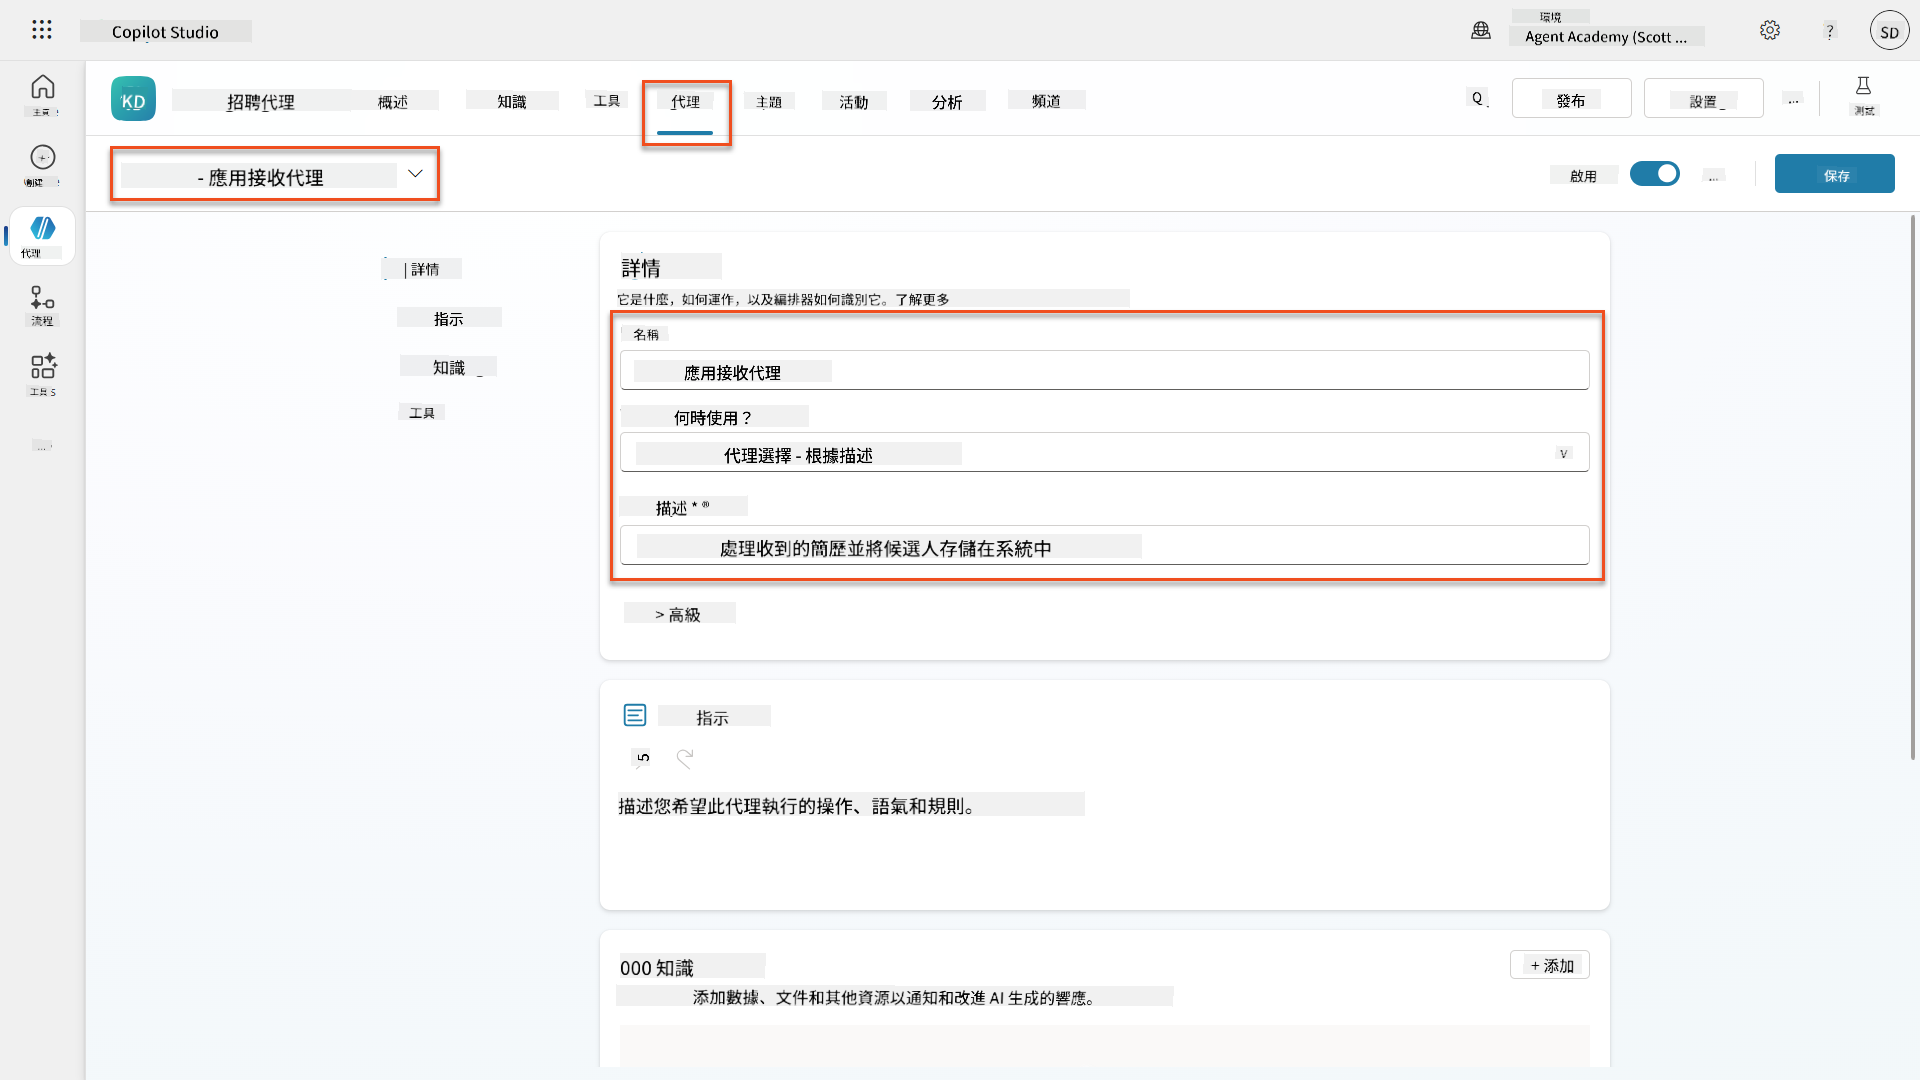 Copilot Studio
環境
Agent Academy (Scott ...
?
SD
主頁
創建
代理
流程
工具 s
...
KD
招聘代理
概述
知識
工具
代理
主題
活動
分析
頻道
Q
發布
設置
...
測試
- 應用接收代理
啟用
...
保存
| 詳情
指示
知識
工具
詳情
它是什麼，如何運作，以及編排器如何識別它。了解更多
名稱
應用接收代理
何時使用？
代理選擇 - 根據描述
v
描述 * ®
處理收到的簡歷並將候選人存儲在系統中
> 高級
指示
5
描述您希望此代理執行的操作、語氣和規則。
000 知識
+ 添加
添加數據、文件和其他資源以通知和改進 AI 生成的響應。